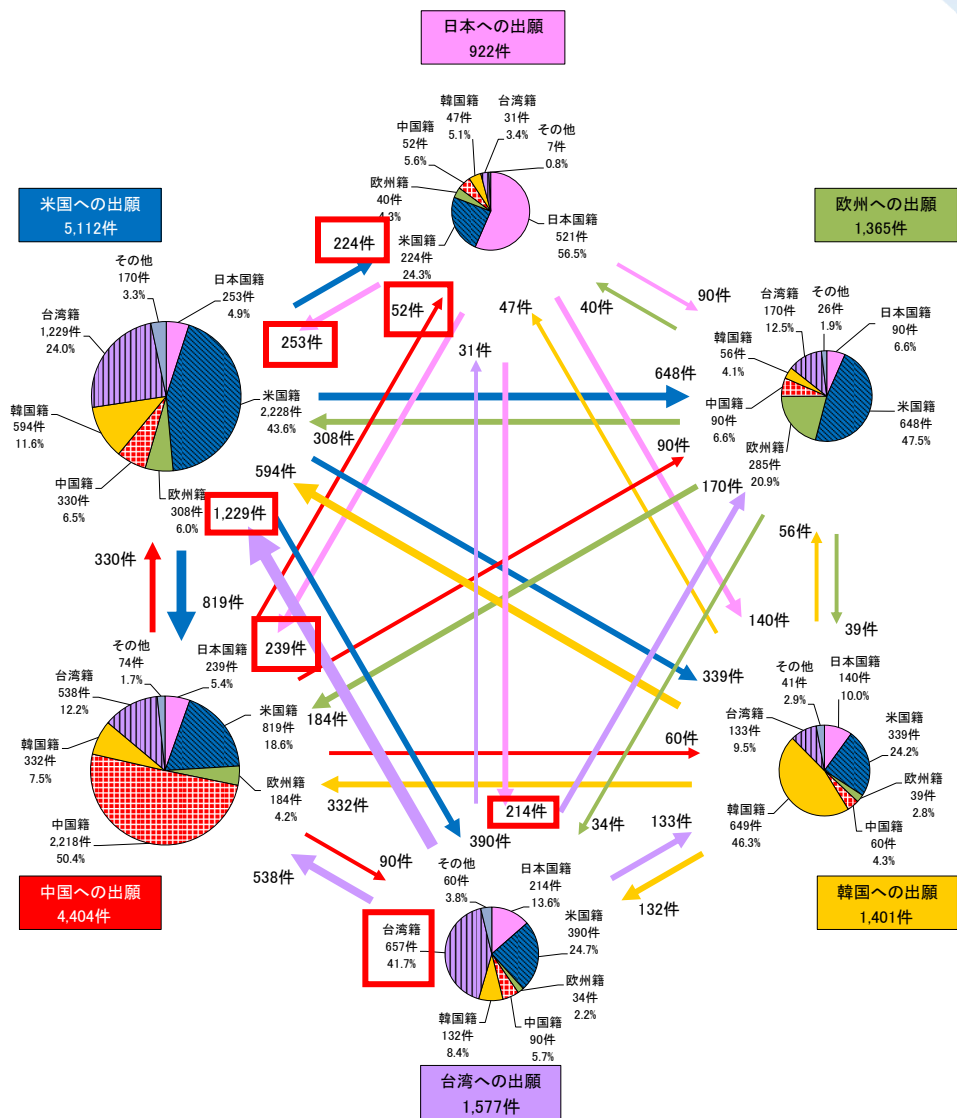 日本への出願
922件
韓国籍
47件
5.1%
台湾籍
31件
3.4%
その他
7件
0.8%
中国籍
52件
5.6%
欧州籍
40件
4.3%
米国籍
224件
24.3%
日本国籍
521件
56.5%
米国への出願
5,112件
その他
170件
3.3%
日本国籍
253件
4.9%
台湾籍
1,229件
24.0%
米国籍
2,228件
43.6%
韓国籍
594件
11.6%
中国籍
330件
6.5%
欧州籍
308件
6.0%
欧州への出願
1,365件
台湾籍
170件
12.5%
その他
26件
1.9%
日本国籍
90件
6.6%
韓国籍
56件
4.1%
中国籍
90件
6.6%
米国籍
648件
47.5%
欧州籍
285件
20.9%
224件
253件
52件
47件
40件
90件
31件
648件
308件
90件
594件
170件
1,229件
56件
330件
819件
239件
140件
39件
339件
184件
60件
332件
214件
34件
133件
390件
90件
538件
132件
その他
74件
1.7%
日本国籍
239件
5.4%
台湾籍
538件
12.2%
米国籍
819件
18.6%
韓国籍
332件
7.5%
欧州籍
184件
4.2%
中国籍
2,218件
50.4%
中国への出願
4,404件
その他
41件
2.9%
日本国籍
140件
10.0%
台湾籍
133件
9.5%
米国籍
339件
24.2%
欧州籍
39件
2.8%
韓国籍
649件
46.3%
中国籍
60件
4.3%
韓国への出願
1,401件
その他
60件
3.8%
日本国籍
214件
13.6%
台湾籍
657件
41.7%
米国籍
390件
24.7%
欧州籍
34件
2.2%
韓国籍
132件
8.4%
中国籍
90件
5.7%
台湾への出願
1,577件